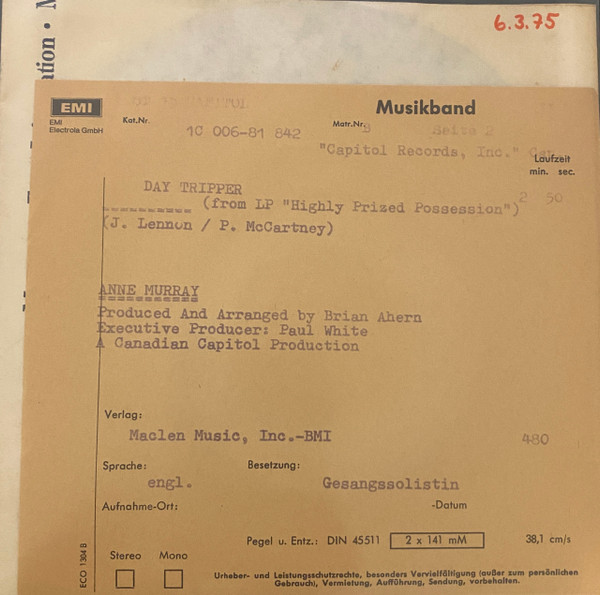 6.3.75
ation • M
EMI
EMI
Electrola GmbH
Musikband
Kat.Nr.
1C 006-81 842
Matr.Nr.
B
Seite 2
"Capitol Records, Inc."
Laufzeit
min. sec.
DAY TRIPPER
(from LP "Highly Prized Possession")
2 50
(J. Lennon / P. McCartney)
ANNE MURRAY
Produced And Arranged by Brian Ahern
Executive Producer: Paul White
A Canadian Capitol Production
Verlag:
Maclen Music, Inc.-BMI
480
Sprache:
Besetzung:
engl.
Gesangssolistin
Aufnahme-Ort:
-Datum
Pegel u. Entz.: DIN 45511
2 x 141 mM
38,1 cm/s
Stereo
Mono
ECO 1304 B
Urheber- und Leistungsschutzrechte, besonders Vervielfältigung (außer zum persönlichen
Gebrauch), Vermietung, Aufführung, Sendung, vorbehalten.